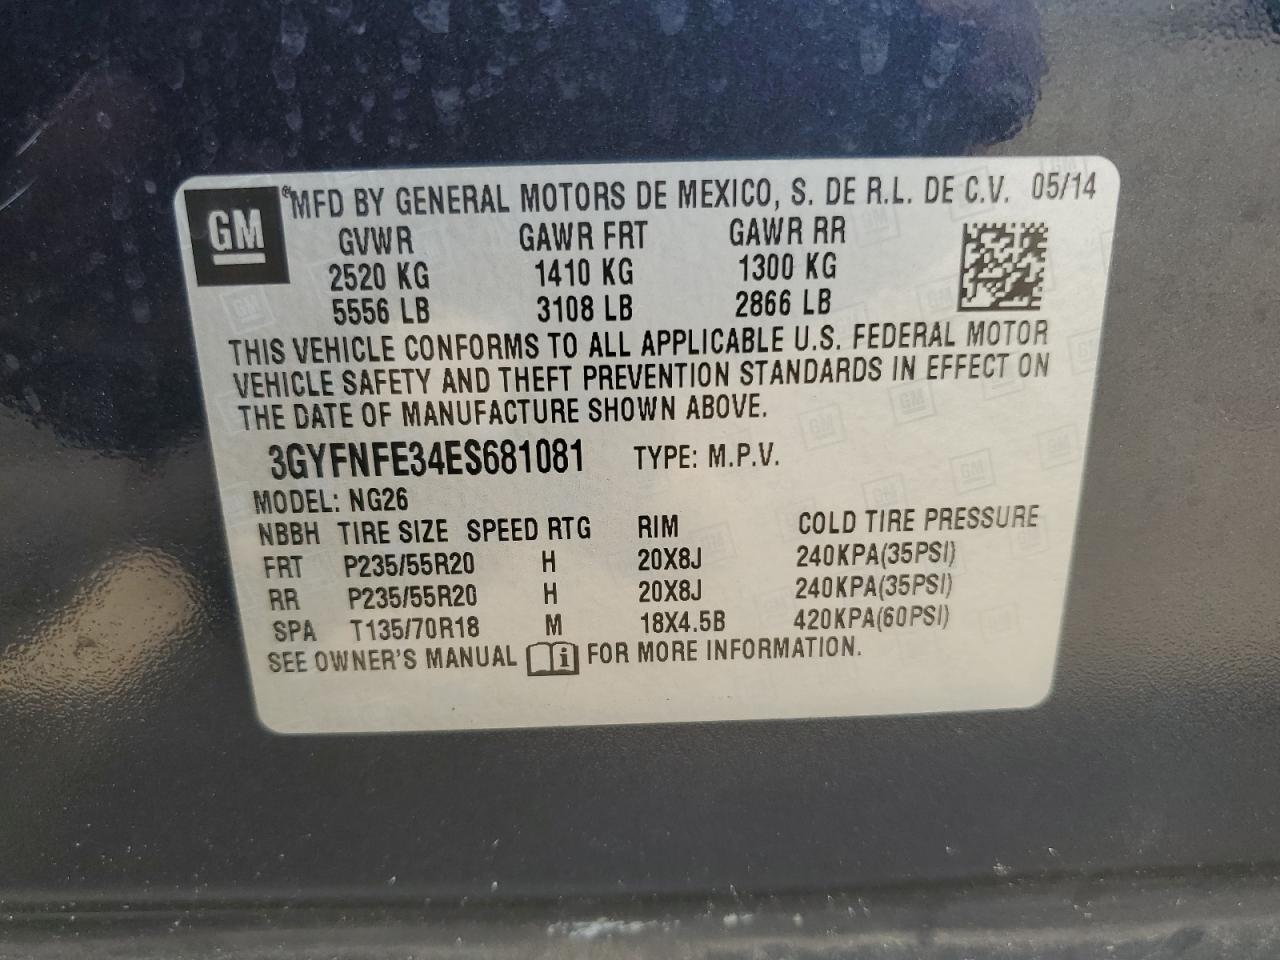 GM ®MFD BY GENERAL MOTORS DE MEXICO, S. DE R.L. DE C.V. 05/14
GVWR GAWR FRT GAWR RR
2520 KG 1410 KG 1300 KG
5556 LB 3108 LB 2866 LB
THIS VEHICLE CONFORMS TO ALL APPLICABLE U.S. FEDERAL MOTOR
VEHICLE SAFETY AND THEFT PREVENTION STANDARDS IN EFFECT ON
THE DATE OF MANUFACTURE SHOWN ABOVE.
3GYFNFE34ES681081 TYPE: M.P.V.
MODEL: NG26
NBBH TIRE SIZE SPEED RTG RIM COLD TIRE PRESSURE
FRT P235/55R20 H 20X8J 240KPA(35PSI)
RR P235/55R20 H 20X8J 240KPA(35PSI)
SPA T135/70R18 M 18X4.5B 420KPA(60PSI)
SEE OWNER'S MANUAL i FOR MORE INFORMATION.